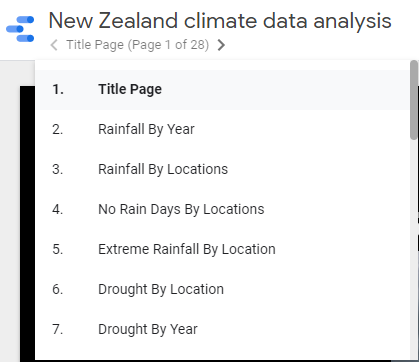 New Zealand climate data analysis
Title Page (Page 1 of 28)
1. Title Page
2. Rainfall By Year
3. Rainfall By Locations
4. No Rain Days By Locations
5. Extreme Rainfall By Location
6. Drought By Location
7. Drought By Year